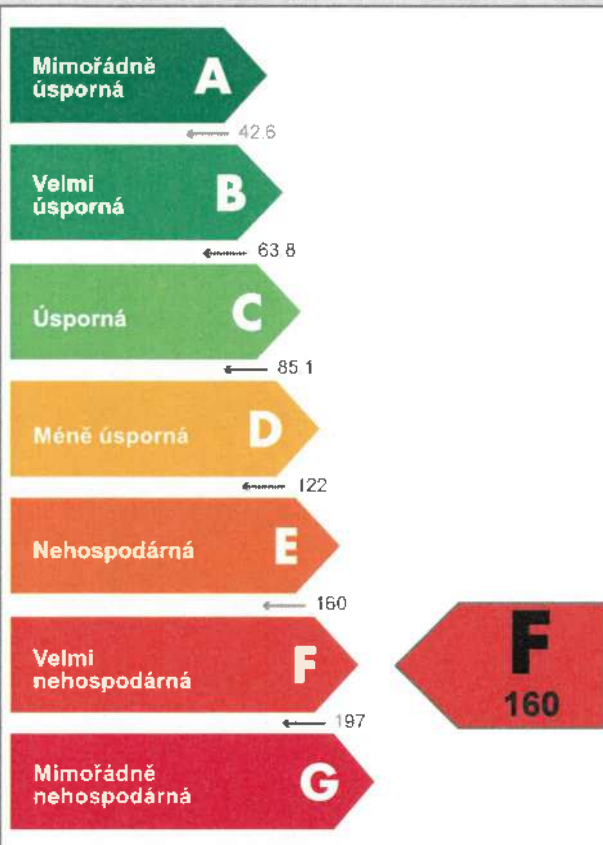 Mimořádně
úsporná
A
42.6
Velmi
úsporná
B
63.8
Úsporná
C
85.1
Méně úsporná
D
122
Nehospodárná
E
160
Velmi
nehospodárná
F
F
160
197
Mimořádně
nehospodárná
G